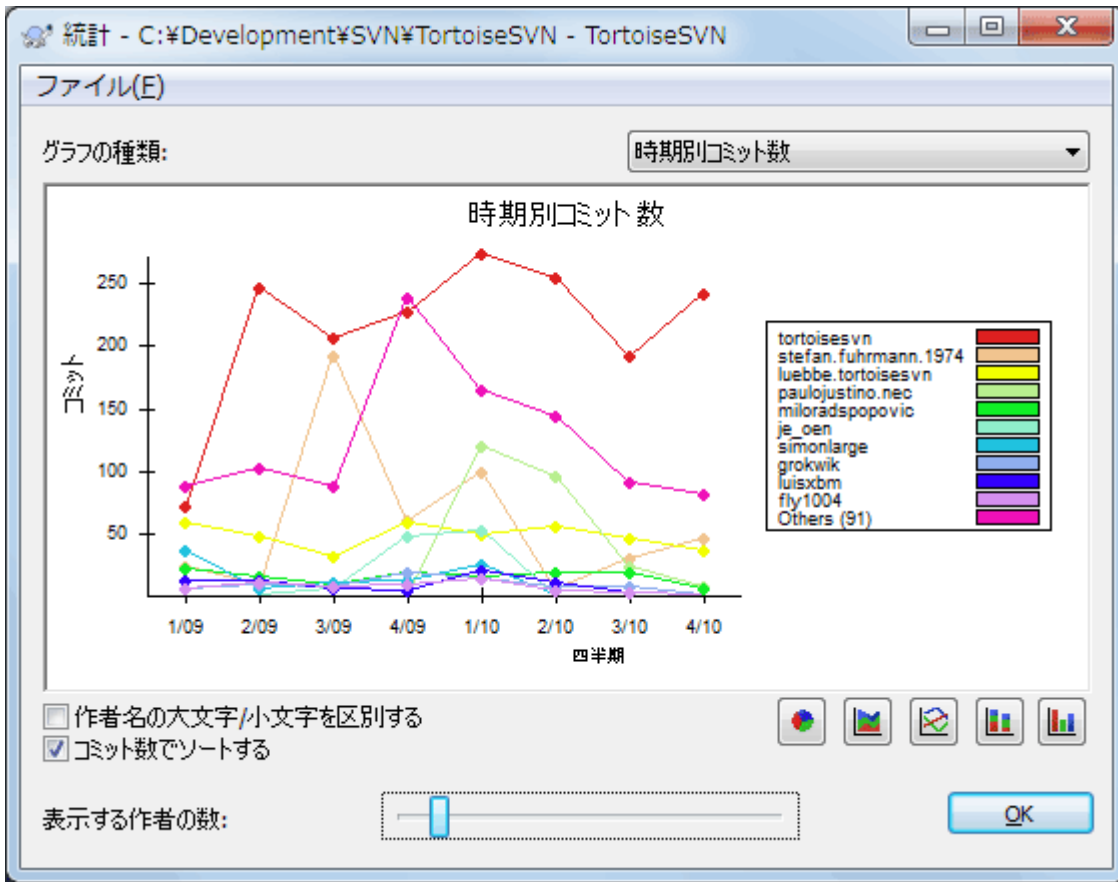 統計 - C:¥Development¥SVN¥TortoiseSVN - TortoiseSVN
ファイル(F)
グラフの種類:
時期別コミット数
時期別コミット数
コミット
250
200
150
100
50
1/09 2/09 3/09 4/09 1/10 2/10 3/10 4/10
四半期
tortoisesvn
stefan.fuhrmann.1974
luebbe.tortoisesvn
paulojustino.nec
miloradspopovic
je_oen
simonlarge
grokwik
luisxbm
fly1004
Others (91)
作者名の大文字/小文字を区別する
コミット数でソートする
表示する作者の数:
OK